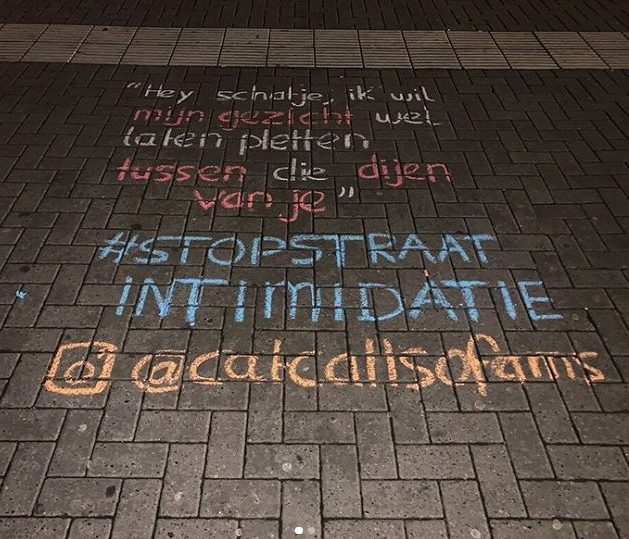 "Hey schatje, ik wil
mijn gezicht wel
laten pletten
tussen die dijen
van je"
#STOPSTRAAT
INTIMIDATIE
@catcallsofams